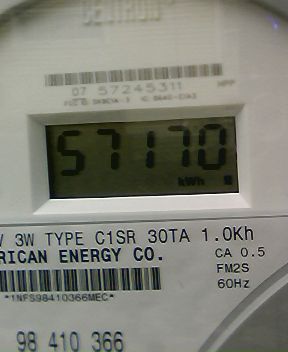 CENTRON
07 57245311
57170
kWh
V 3W TYPE C1SR 30TA 1.0Kh
RICAN ENERGY CO.
CA 0.5
FM2S
60Hz
*1NFS98410366MEC*
98 410 366